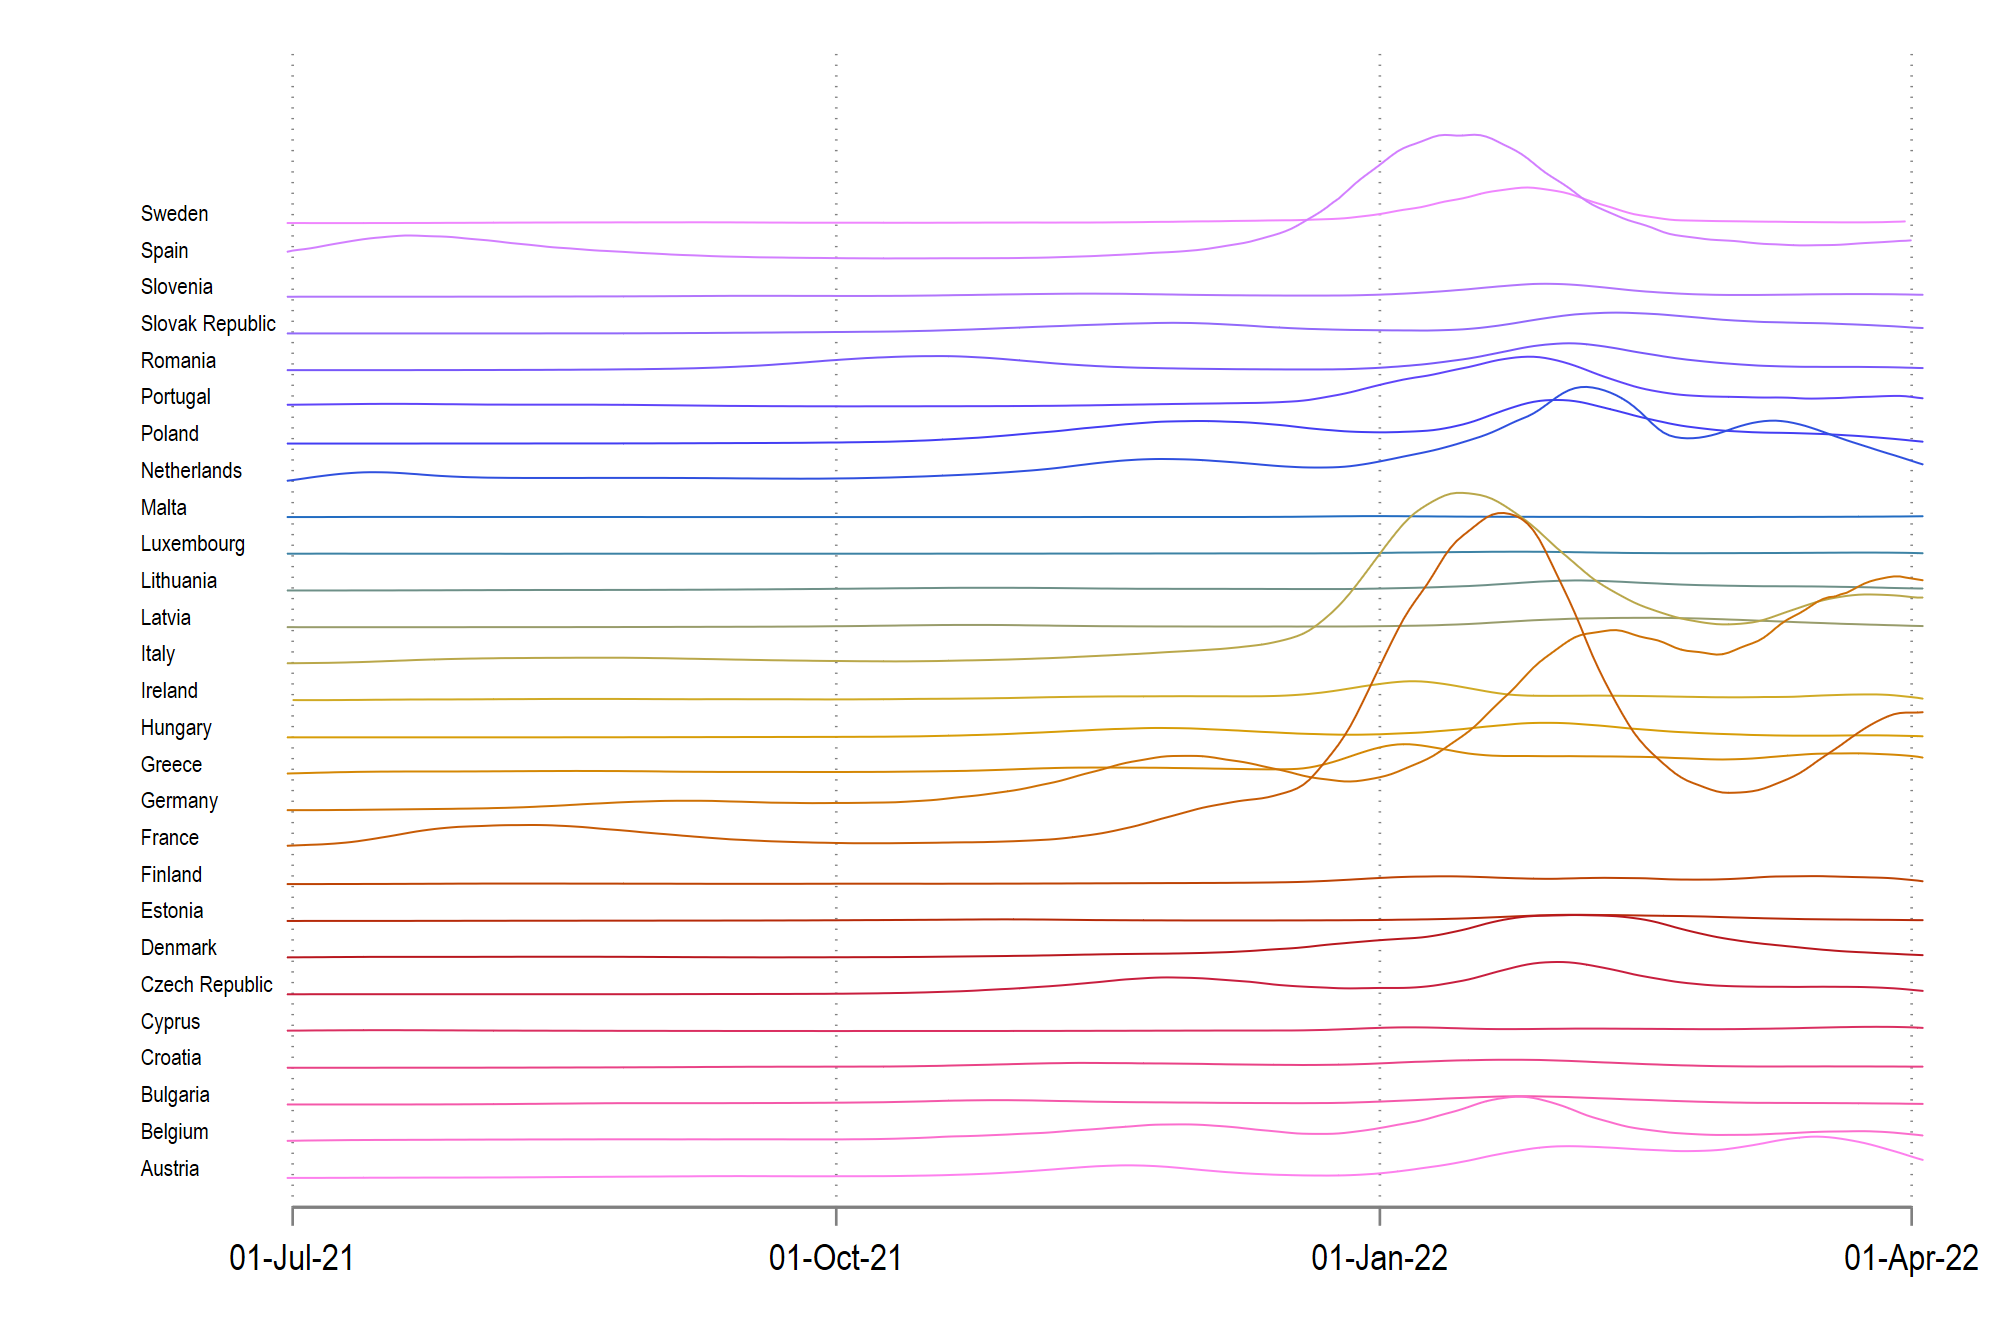 Sweden
Spain
Slovenia
Slovak Republic
Romania
Portugal
Poland
Netherlands
Malta
Luxembourg
Lithuania
Latvia
Italy
Ireland
Hungary
Greece
Germany
France
Finland
Estonia
Denmark
Czech Republic
Cyprus
Croatia
Bulgaria
Belgium
Austria
01-Jul-21 01-Oct-21 01-Jan-22 01-Apr-22